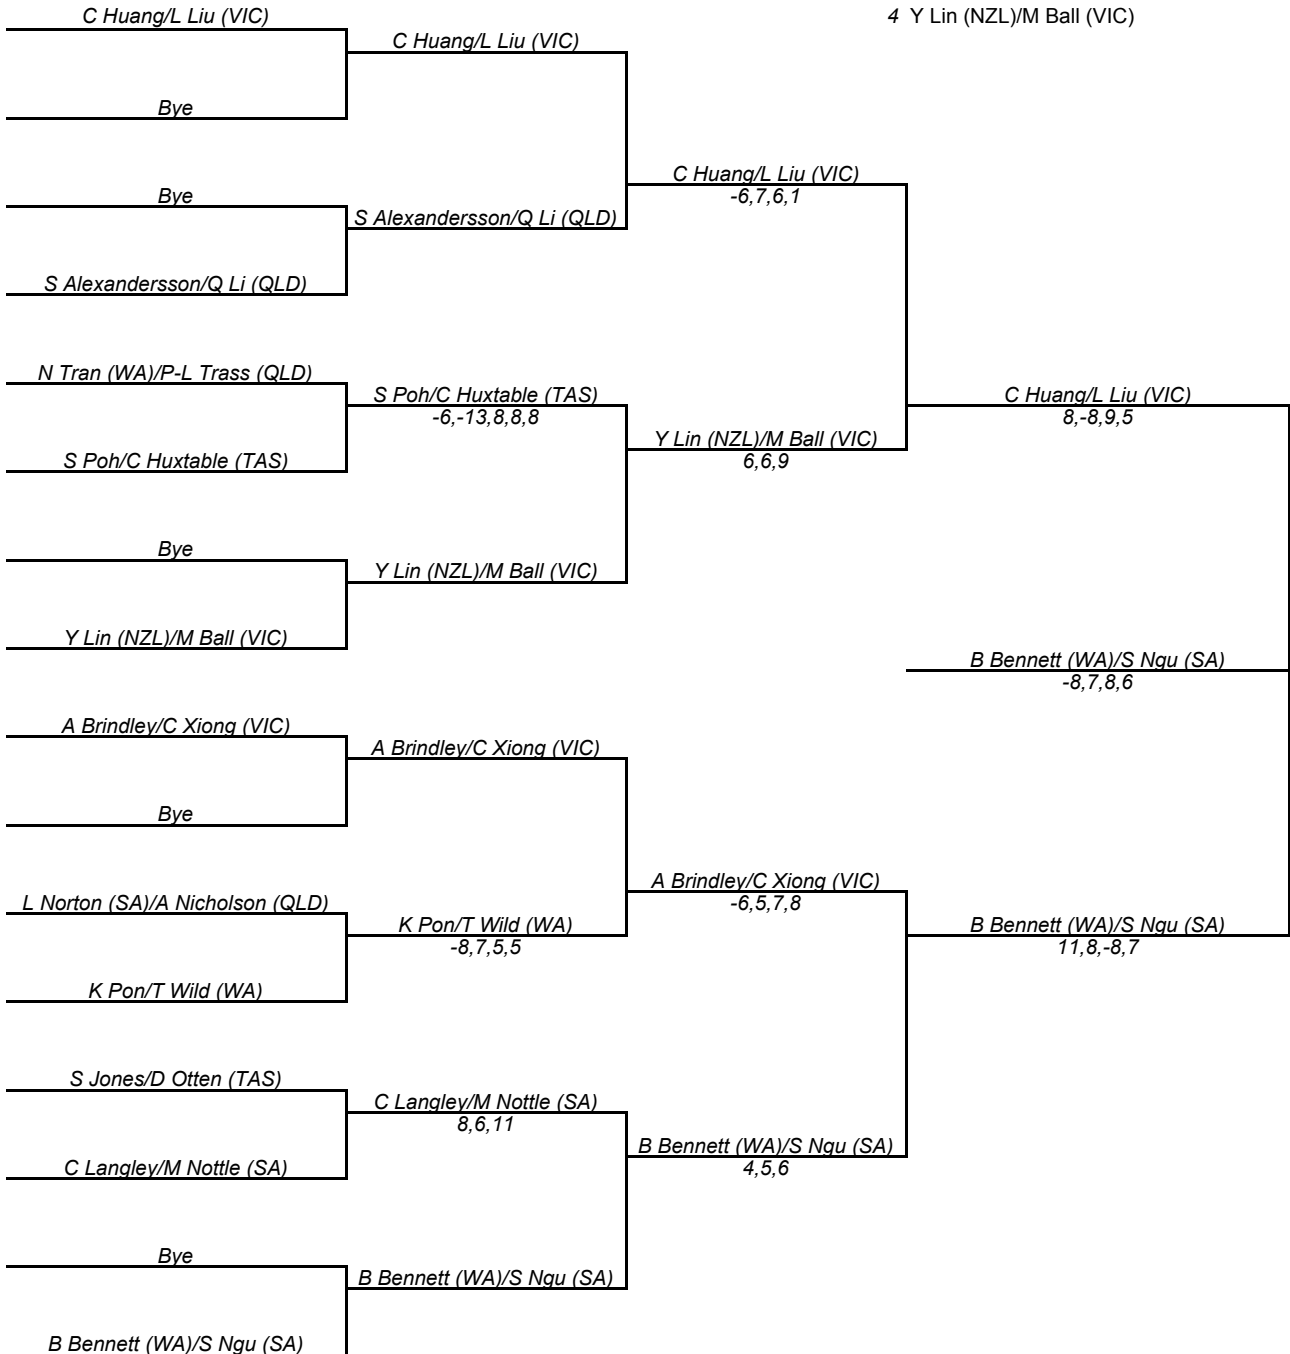 C Huang/L Liu (VIC)
4 Y Lin (NZL)/M Ball (VIC)
C Huang/L Liu (VIC)
Bye
C Huang/L Liu (VIC)
-6,7,6,1
Bye
S Alexandersson/Q Li (QLD)
S Alexandersson/Q Li (QLD)
N Tran (WA)/P-L Trass (QLD)
S Poh/C Huxtable (TAS)
-6,-13,8,8,8
C Huang/L Liu (VIC)
8,-8,9,5
Y Lin (NZL)/M Ball (VIC)
6,6,9
S Poh/C Huxtable (TAS)
Bye
Y Lin (NZL)/M Ball (VIC)
Y Lin (NZL)/M Ball (VIC)
B Bennett (WA)/S Ngu (SA)
-8,7,8,6
A Brindley/C Xiong (VIC)
A Brindley/C Xiong (VIC)
Bye
A Brindley/C Xiong (VIC)
-6,5,7,8
L Norton (SA)/A Nicholson (QLD)
K Pon/T Wild (WA)
-8,7,5,5
B Bennett (WA)/S Ngu (SA)
11,8,-8,7
K Pon/T Wild (WA)
S Jones/D Otten (TAS)
C Langley/M Nottle (SA)
8,6,11
B Bennett (WA)/S Ngu (SA)
4,5,6
C Langley/M Nottle (SA)
Bye
B Bennett (WA)/S Ngu (SA)
B Bennett (WA)/S Ngu (SA)